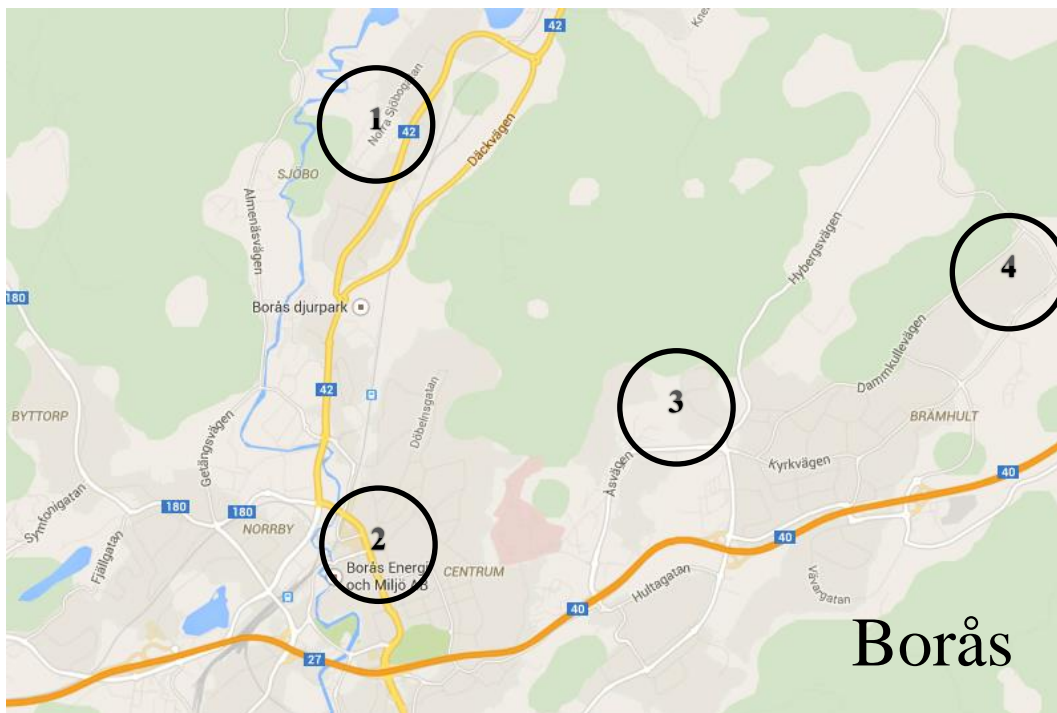 42
Norra Sjöbogatan
1
42
SJÖBO
Almenäsvägen
Däckvägen
Hybergsvägen
4
180
Borås djurpark
Dammkullevägen
42
BYTTORP
Döbelnsgatan
3
BRÄMHULT
Getängsvägen
Åsvägen
Kyrkvägen
40
Symfonigatan
180
180
NORRBY
2
40
Fjällgatan
Borås Energi
och Miljö AB
CENTRUM
Hultagatan
Vävargatan
40
27
Borås